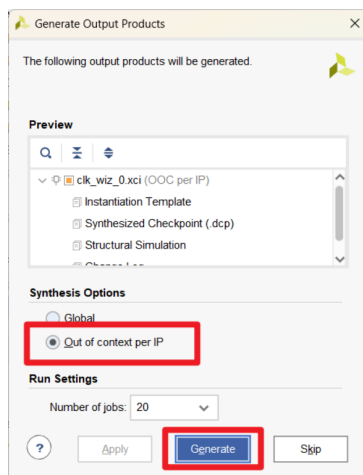 Generate Output Products
The following output products will be generated.
Preview
clk_wiz_0.xci (OOC per IP)
Instantiation Template
Synthesized Checkpoint (.dcp)
Structural Simulation
Change Log
Synthesis Options
Global
Out of context per IP
Run Settings
Number of jobs: 20
? Apply Generate Skip